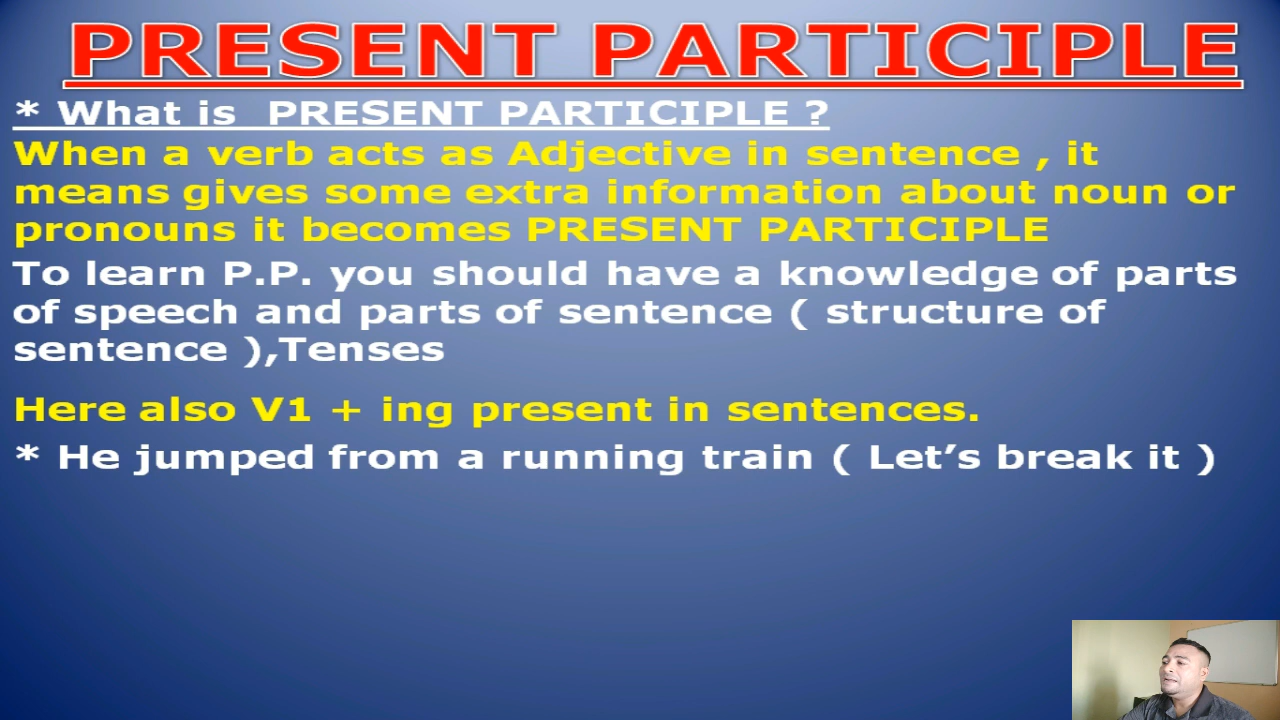 PRESENT PARTICIPLE
* What is PRESENT PARTICIPLE ?
When a verb acts as Adjective in sentence , it
means gives some extra information about noun or
pronouns it becomes PRESENT PARTICIPLE
To learn P.P. you should have a knowledge of parts
of speech and parts of sentence ( structure of
sentence ),Tenses
Here also V1 + ing present in sentences.
* He jumped from a running train ( Let’s break it )